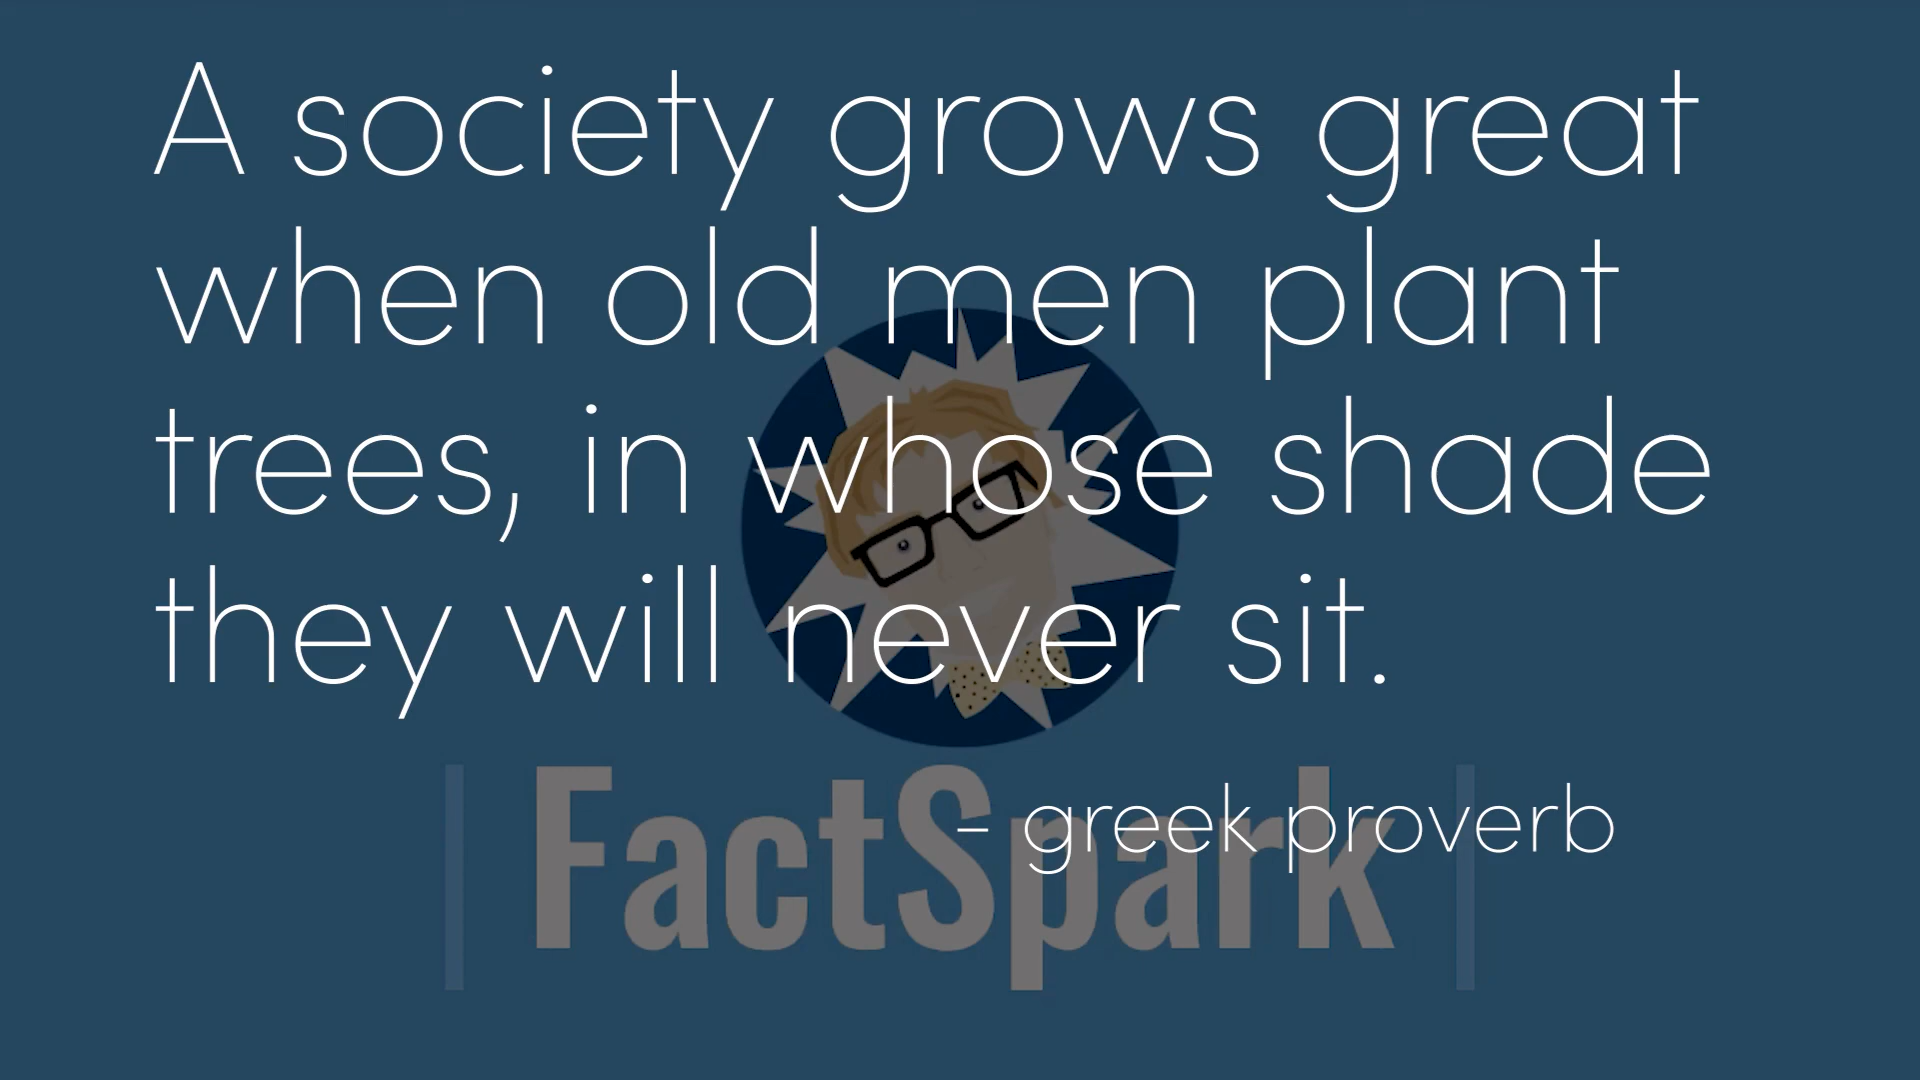 A society grows great
when old men plant
trees, in whose shade
they will never sit.
– greek proverb
| FactSpark |